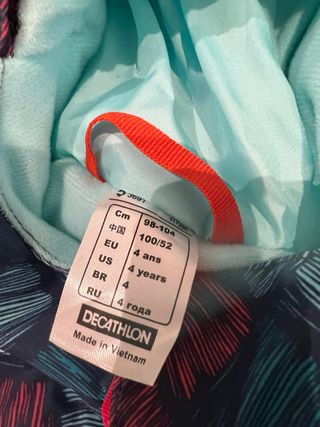 Cm 98-104
中国 100/52
EU 4 ans
US 4 years
BR 4
RU 4 года
DECATHLON
Made in Vietnam